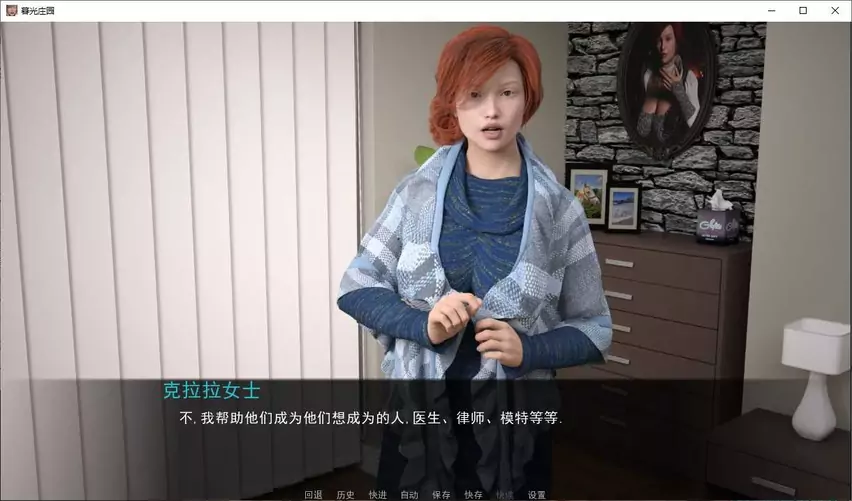 暮光庄园
克拉拉女士
不,我帮助他们成为他们想成为的人,医生、律师、模特等等.
回退 历史 快进 自动 保存 快存 快读 设置